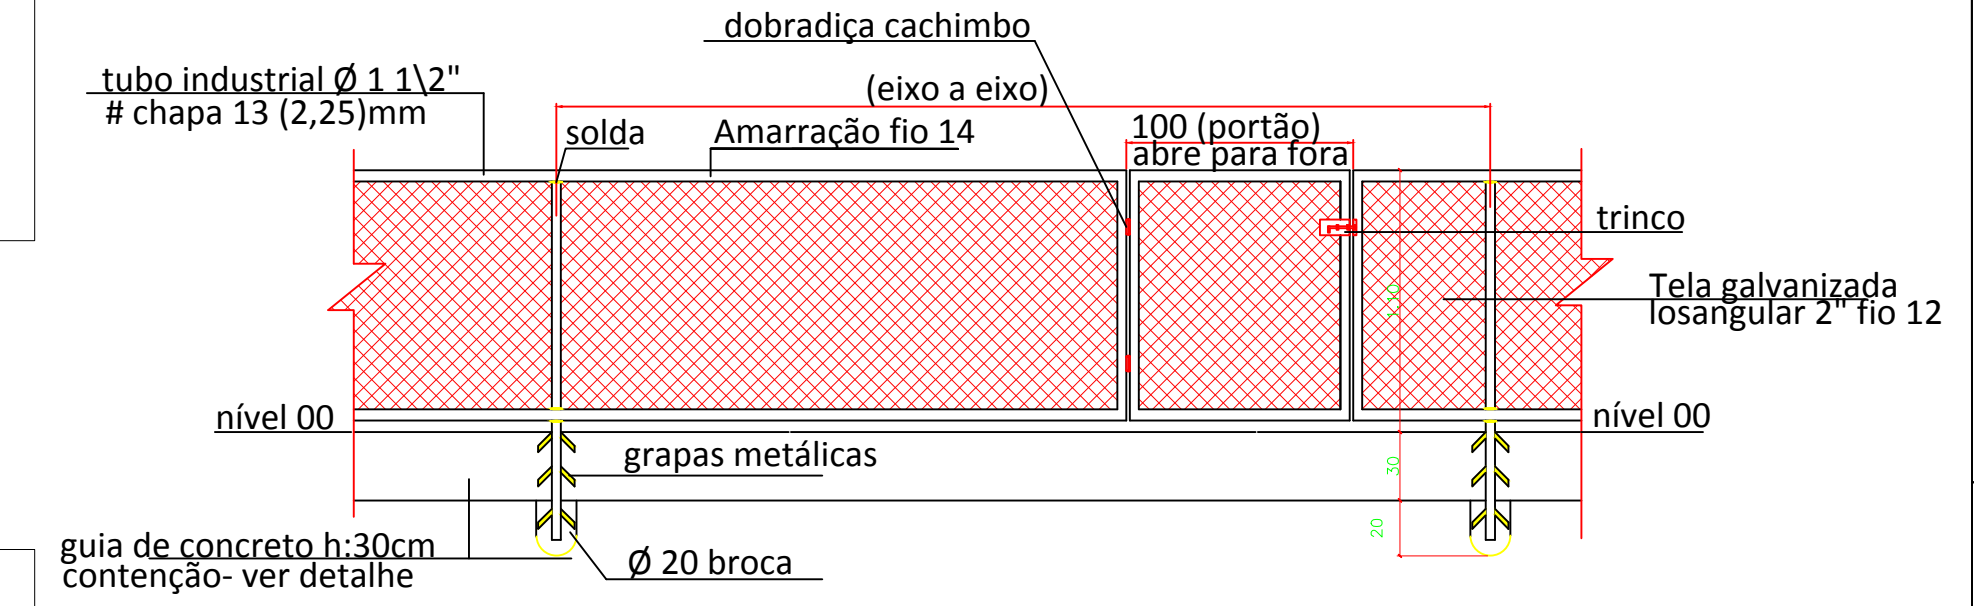 dobradiça cachimbo
tubo industrial Ø 1 1\2"
# chapa 13 (2,25)mm
(eixo a eixo)
solda
Amarração fio 14
100 (portão)
abre para fora
trinco
Tela galvanizada
losangular 2" fio 12
1.10
nível 00
nível 00
grapas metálicas
30
20
guia de concreto h:30cm
contenção- ver detalhe
Ø 20 broca